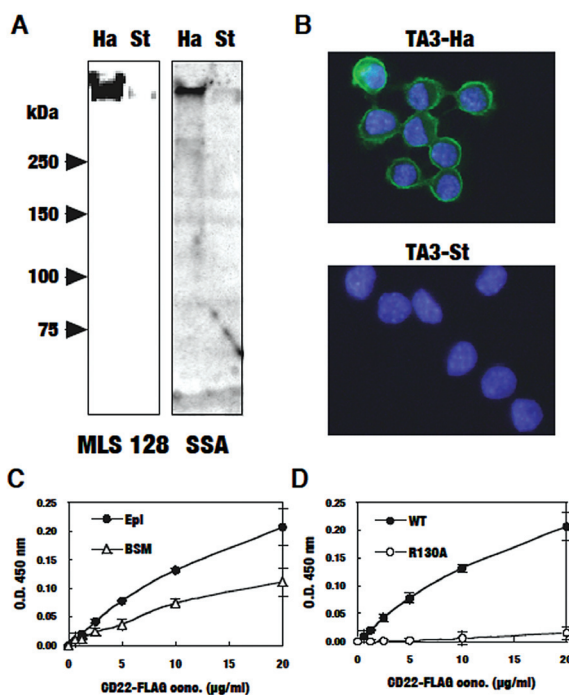 A
Ha St Ha St
kDa
250
150
100
75
MLS 128 SSA
B
TA3-Ha
TA3-St
C
0.25
0.20
0.15
0.10
0.05
0.00
O.D. 450 nm
Epi
BSM
0 5 10 15 20
CD22-FLAG conc. (μg/ml)
D
0.25
0.20
0.15
0.10
0.05
0.00
O.D. 450 nm
WT
R130A
0 5 10 15 20
CD22-FLAG conc. (μg/ml)